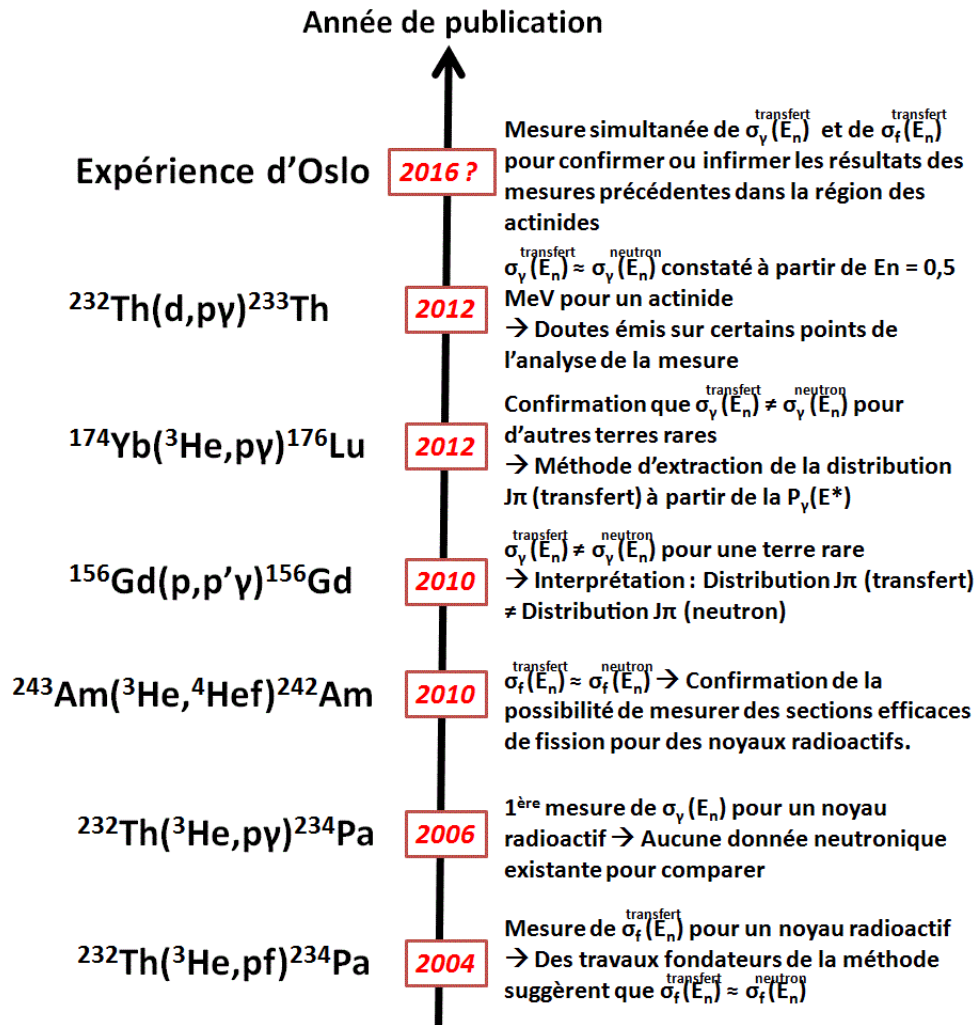 Année de publication
Expérience d’Oslo
2016 ?
Mesure simultanée de σγ^transfert(En) et de σf^transfert(En)
pour confirmer ou infirmer les résultats des
mesures précédentes dans la région des
actinides
²³²Th(d,pγ)²³³Th
2012
σγ^transfert(En) ≈ σγ^neutron(En) constaté à partir de En = 0,5
MeV pour un actinide
→ Doutes émis sur certains points de
l’analyse de la mesure
¹⁷⁴Yb(³He,pγ)¹⁷⁶Lu
2012
Confirmation que σγ^transfert(En) ≠ σγ^neutron(En) pour
d’autres terres rares
→ Méthode d’extraction de la distribution
Jπ (transfert) à partir de la Pγ(E*)
¹⁵⁶Gd(p,p’γ)¹⁵⁶Gd
2010
σγ^transfert(En) ≠ σγ^neutron(En) pour une terre rare
→ Interprétation : Distribution Jπ (transfert)
≠ Distribution Jπ (neutron)
²⁴³Am(³He,⁴Hef)²⁴²Am
2010
σf^transfert(En) ≈ σf^neutron(En) → Confirmation de la
possibilité de mesurer des sections efficaces
de fission pour des noyaux radioactifs.
²³²Th(³He,pγ)²³⁴Pa
2006
1ère mesure de σγ(En) pour un noyau
radioactif → Aucune donnée neutronique
existante pour comparer
²³²Th(³He,pf)²³⁴Pa
2004
Mesure de σf^transfert(En) pour un noyau radioactif
→ Des travaux fondateurs de la méthode
suggèrent que σf^transfert(En) ≈ σf^neutron(En)